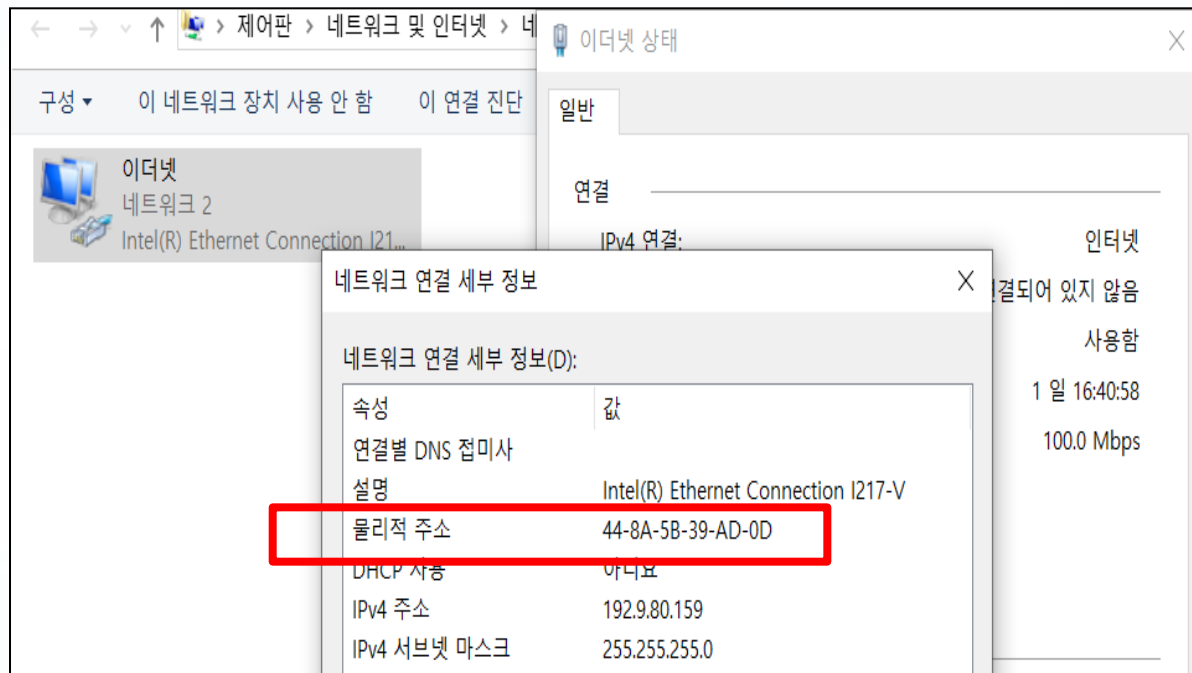 제어판 > 네트워크 및 인터넷 > 네
이더넷 상태
구성 이 네트워크 장치 사용 안 함 이 연결 진단
일반
이더넷
네트워크 2
Intel(R) Ethernet Connection I21...
연결
IPv4 연결: 인터넷
결되어 있지 않음
사용함
1 일 16:40:58
100.0 Mbps
네트워크 연결 세부 정보
네트워크 연결 세부 정보(D):
속성 값
연결별 DNS 접미사
설명 Intel(R) Ethernet Connection I217-V
물리적 주소 44-8A-5B-39-AD-0D
DHCP 사용 아니요
IPv4 주소 192.9.80.159
IPv4 서브넷 마스크 255.255.255.0